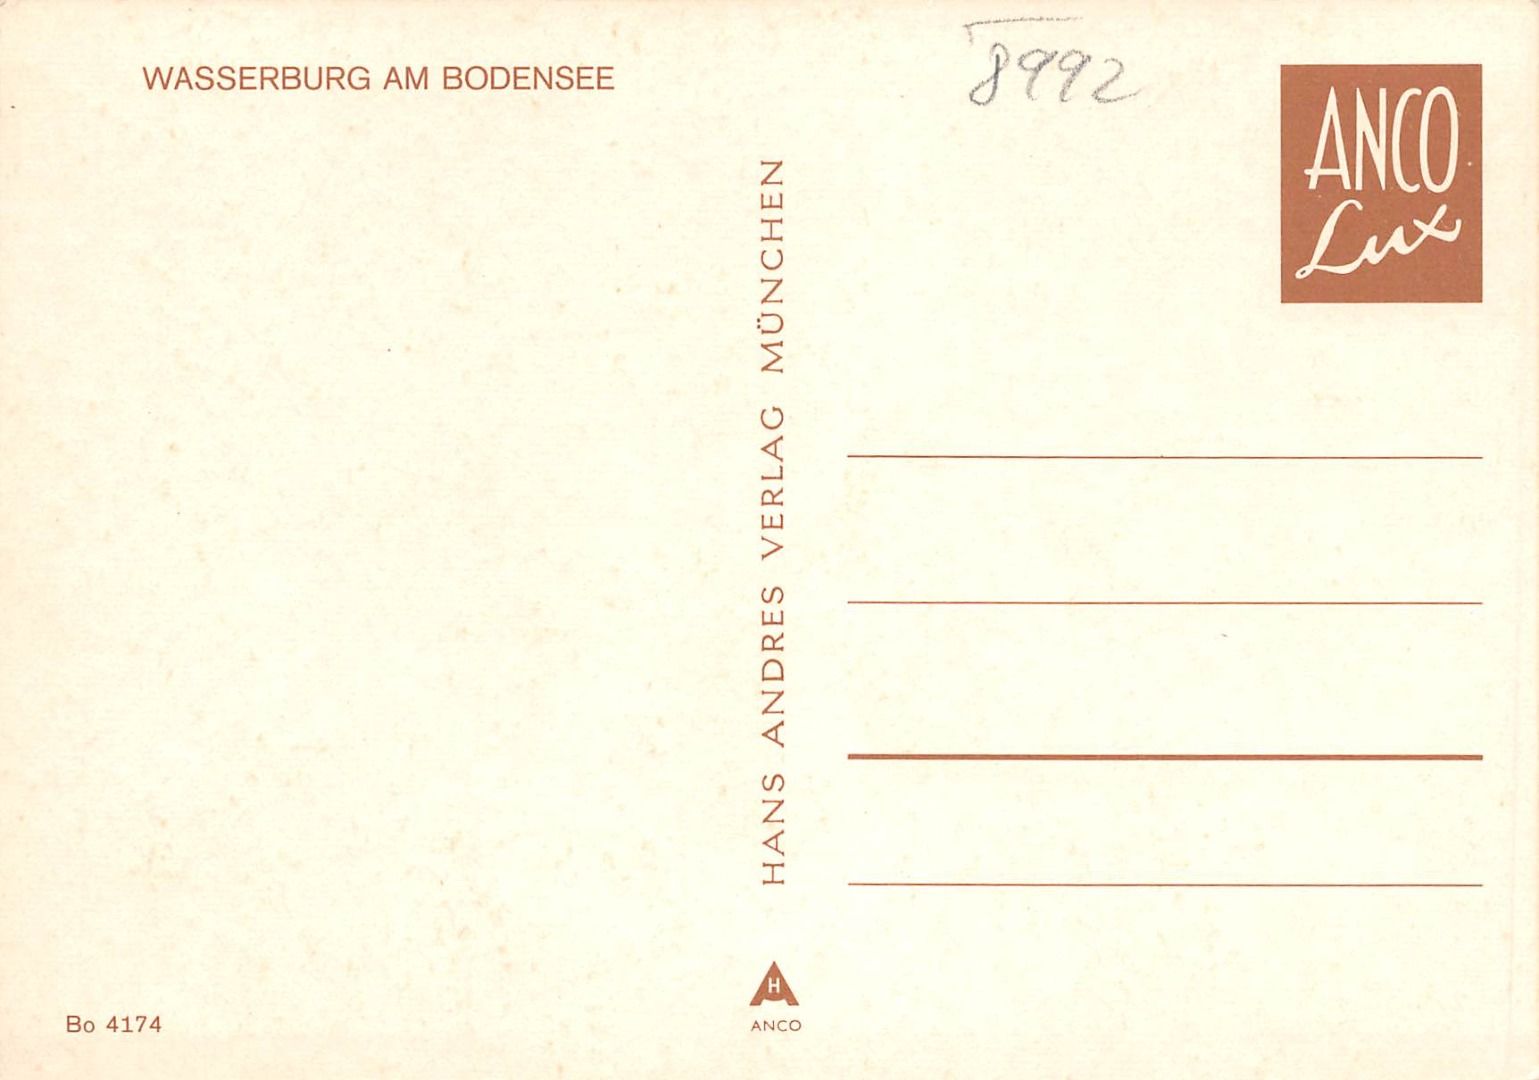 WASSERBURG AM BODENSEE
8992
ANCO
Lux
HANS ANDRES VERLAG MÜNCHEN
H
ANCO
Bo 4174